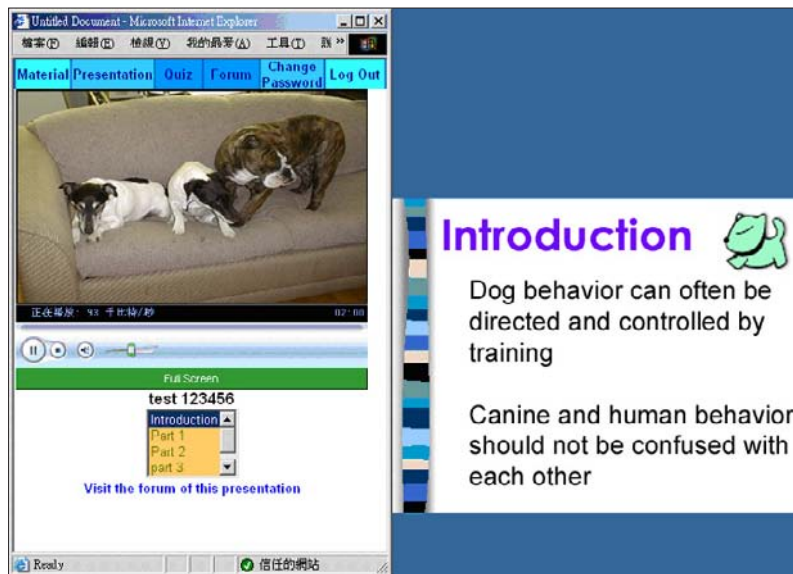 Untitled Document - Microsoft Internet Explorer
檔案(F) 編輯(E) 檢視(V) 我的最愛(A) 工具(T) »
Material Presentation Quiz Forum Change Password Log Out
正在播放: 93 千比特/秒 02:00
Full Screen
test 123456
Introduction
Part 1
Part 2
part 3
Visit the forum of this presentation
Ready 信任的網站
Introduction
Dog behavior can often be
directed and controlled by
training
Canine and human behavior
should not be confused with
each other